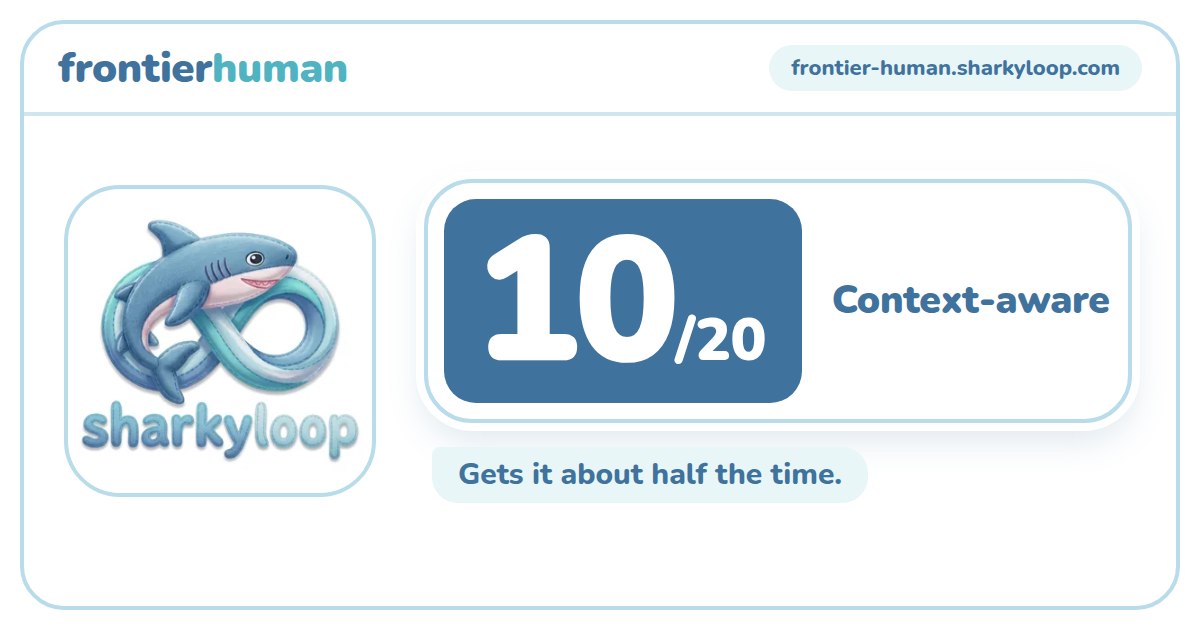 frontierhuman
frontier-human.sharkyloop.com
sharkyloop
10/20
Context-aware
Gets it about half the time.